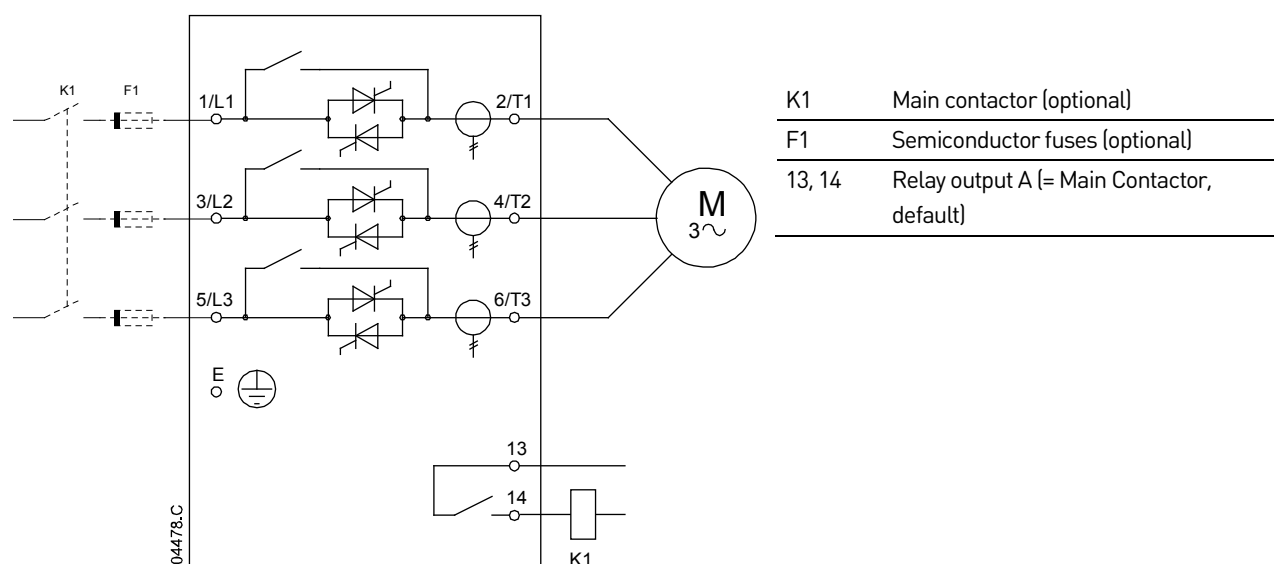 K1 F1
1/L1 2/T1
3/L2 4/T2
5/L3 6/T3
M
3
E
13
14
K1
04478.C
K1 Main contactor (optional)
F1 Semiconductor fuses (optional)
13, 14 Relay output A (= Main Contactor,
default)